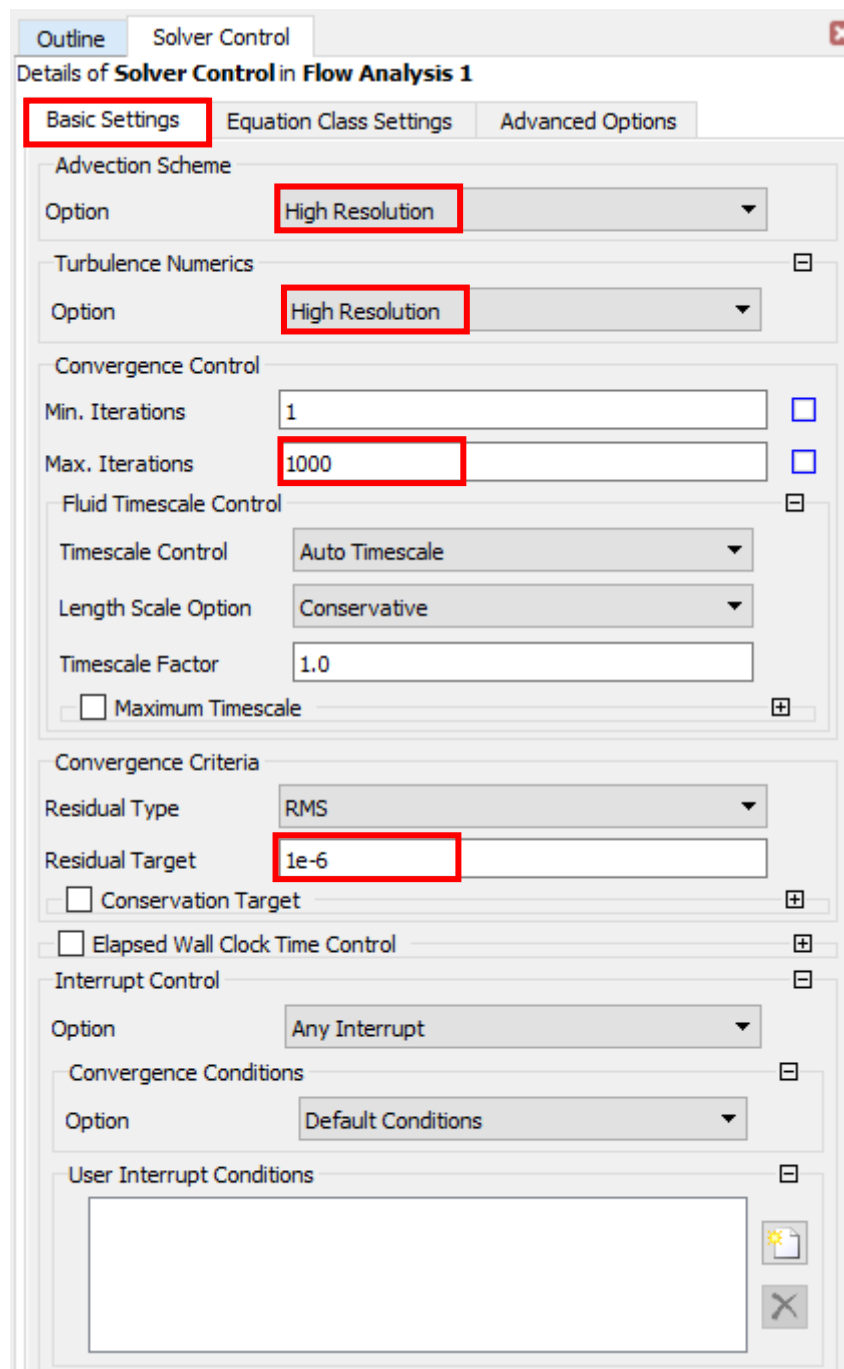 Outline Solver Control
Details of Solver Control in Flow Analysis 1
Basic Settings Equation Class Settings Advanced Options
Advection Scheme
Option High Resolution
Turbulence Numerics
Option High Resolution
Convergence Control
Min. Iterations 1
Max. Iterations 1000
Fluid Timescale Control
Timescale Control Auto Timescale
Length Scale Option Conservative
Timescale Factor 1.0
Maximum Timescale
Convergence Criteria
Residual Type RMS
Residual Target 1e-6
Conservation Target
Elapsed Wall Clock Time Control
Interrupt Control
Option Any Interrupt
Convergence Conditions
Option Default Conditions
User Interrupt Conditions